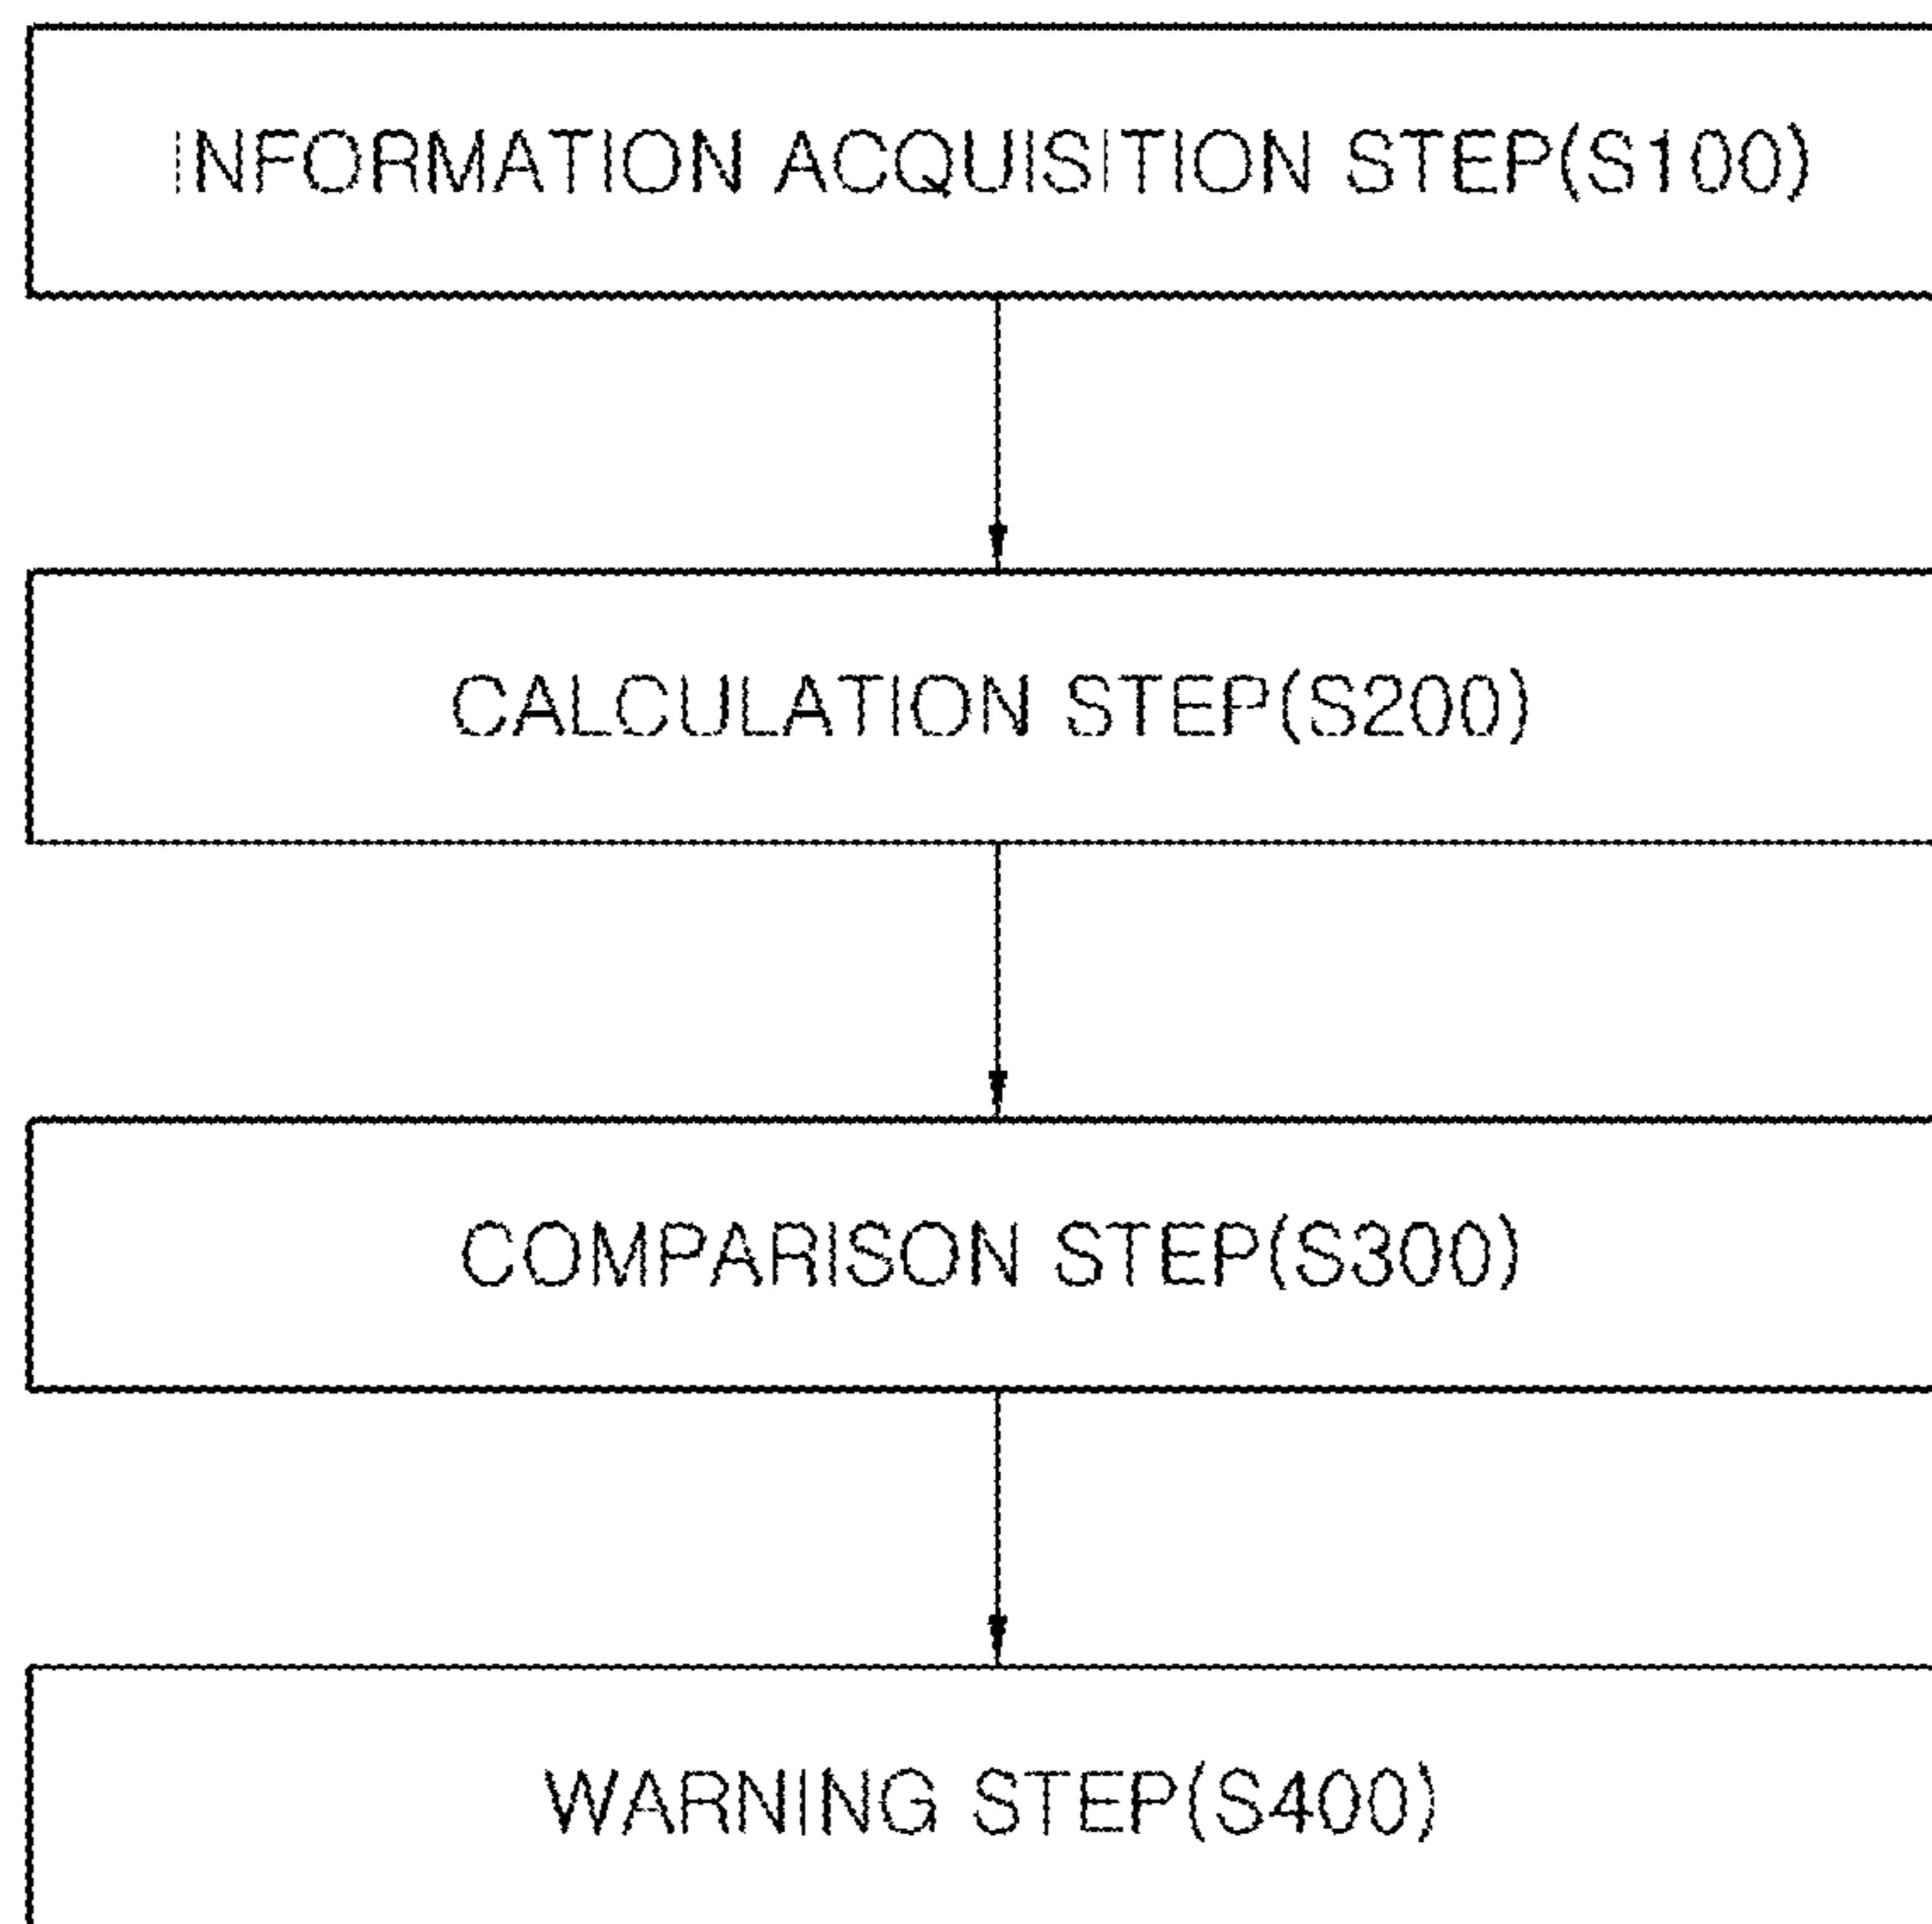 INFORMATION ACQUISITION STEP(S100)
CALCULATION STEP(S200)
COMPARISON STEP(S300)
WARNING STEP(S400)